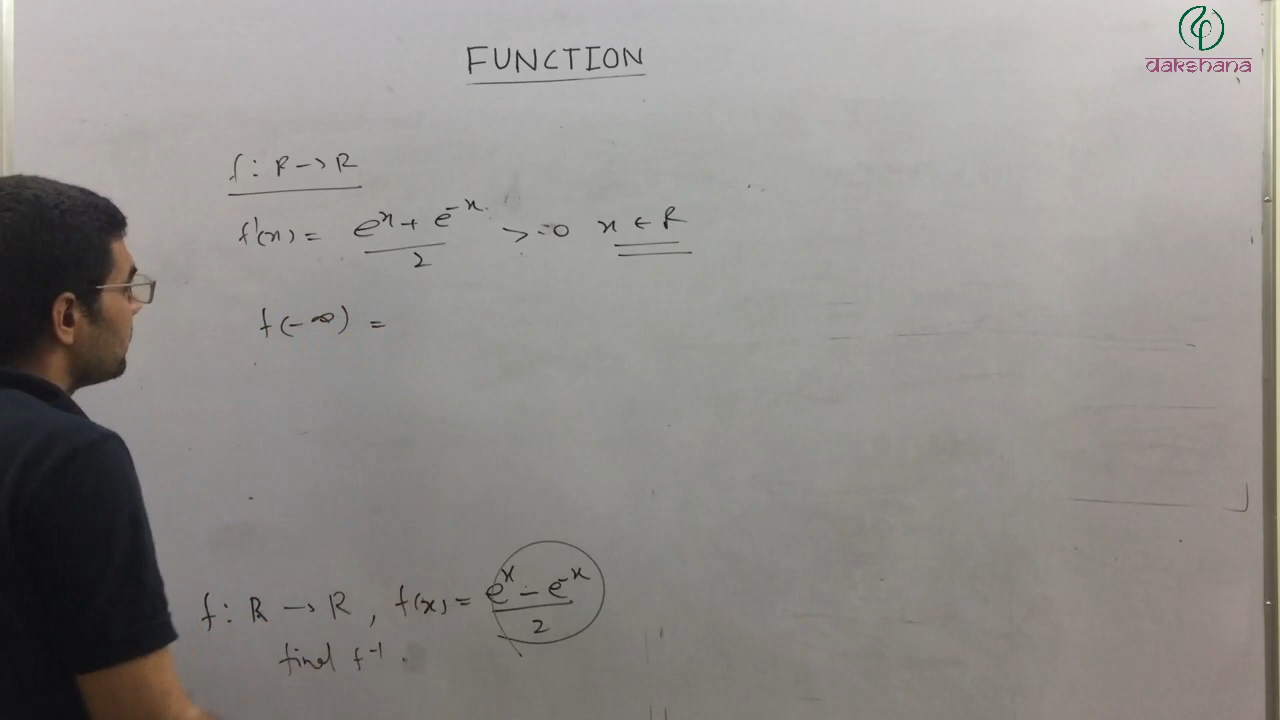 dakshana
FUNCTION
f : R → R
f'(x) = (e^x + e^-x)/2 >=0 x ∈ R
f(-∞) =
f : R → R , f(x) = (e^x - e^-x)/2
find f^-1 .